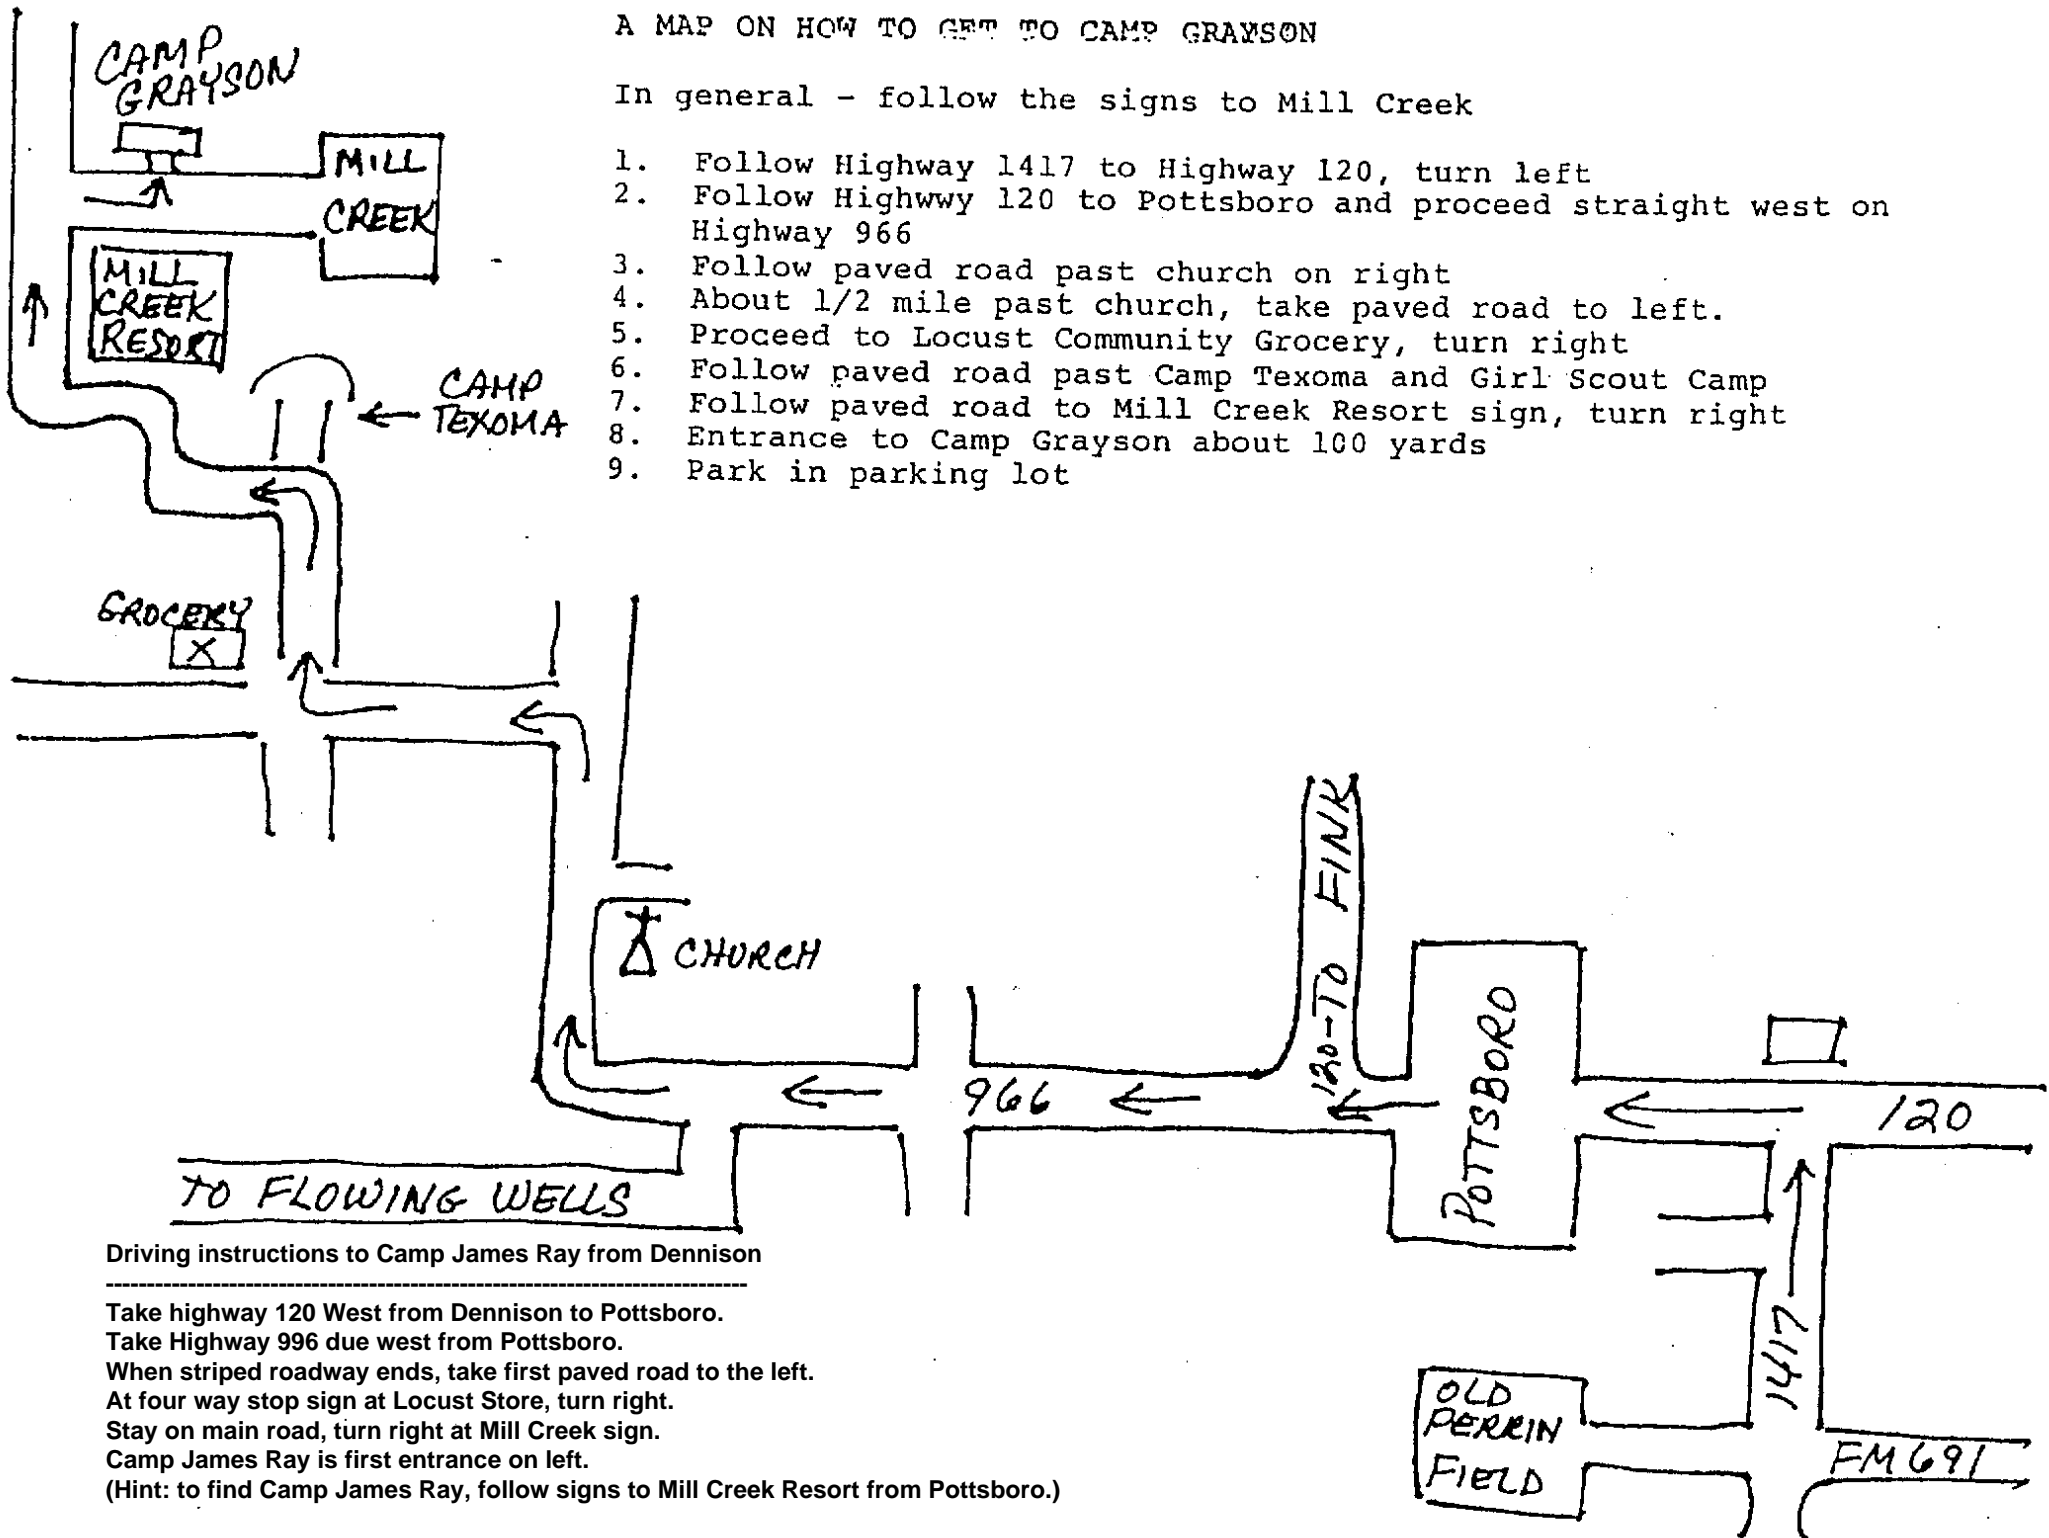 A MAP ON HOW TO GET TO CAMP GRAYSON
In general - follow the signs to Mill Creek
1. Follow Highway 1417 to Highway 120, turn left
2. Follow Highwwy 120 to Pottsboro and proceed straight west on
Highway 966
3. Follow paved road past church on right
4. About 1/2 mile past church, take paved road to left.
5. Proceed to Locust Community Grocery, turn right
6. Follow paved road past Camp Texoma and Girl Scout Camp
7. Follow paved road to Mill Creek Resort sign, turn right
8. Entrance to Camp Grayson about 100 yards
9. Park in parking lot
CAMP
GRAYSON
MILL
CREEK
MILL
CREEK
RESORT
CAMP
TEXOMA
GROCERY
X
CHURCH
120-TO FINK
966
POTTSBORO
120
TO FLOWING WELLS
1417
OLD
PERRIN
FIELD
FM 691
Driving instructions to Camp James Ray from Dennison
-------------------------------------------------------------------------------
Take highway 120 West from Dennison to Pottsboro.
Take Highway 996 due west from Pottsboro.
When striped roadway ends, take first paved road to the left.
At four way stop sign at Locust Store, turn right.
Stay on main road, turn right at Mill Creek sign.
Camp James Ray is first entrance on left.
(Hint: to find Camp James Ray, follow signs to Mill Creek Resort from Pottsboro.)